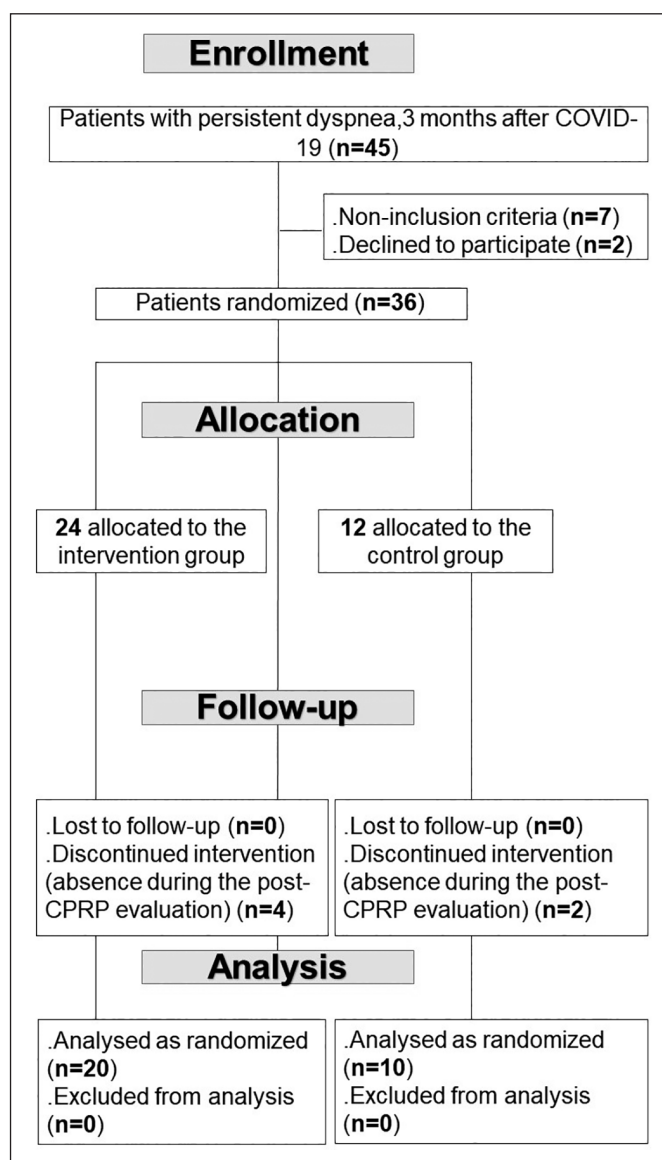 Enrollment
Patients with persistent dyspnea,3 months after COVID-
19 (n=45)
.Non-inclusion criteria (n=7)
.Declined to participate (n=2)
Patients randomized (n=36)
Allocation
24 allocated to the
intervention group
12 allocated to the
control group
Follow-up
.Lost to follow-up (n=0)
.Discontinued intervention
(absence during the post-
CPRP evaluation) (n=4)
.Lost to follow-up (n=0)
.Discontinued intervention
(absence during the post-
CPRP evaluation) (n=2)
Analysis
.Analysed as randomized
(n=20)
.Excluded from analysis
(n=0)
.Analysed as randomized
(n=10)
.Excluded from analysis
(n=0)